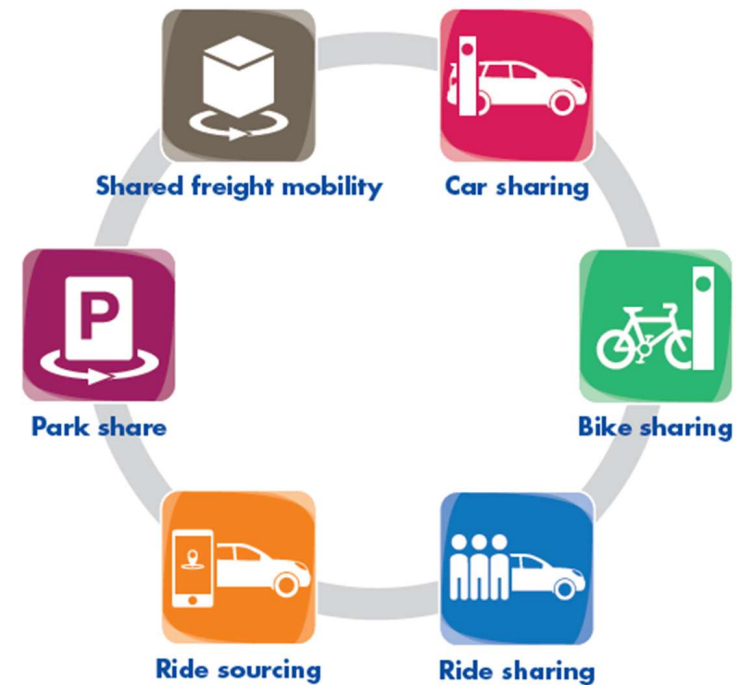 Shared freight mobility
Car sharing
P
Park share
Bike sharing
Ride sourcing
Ride sharing